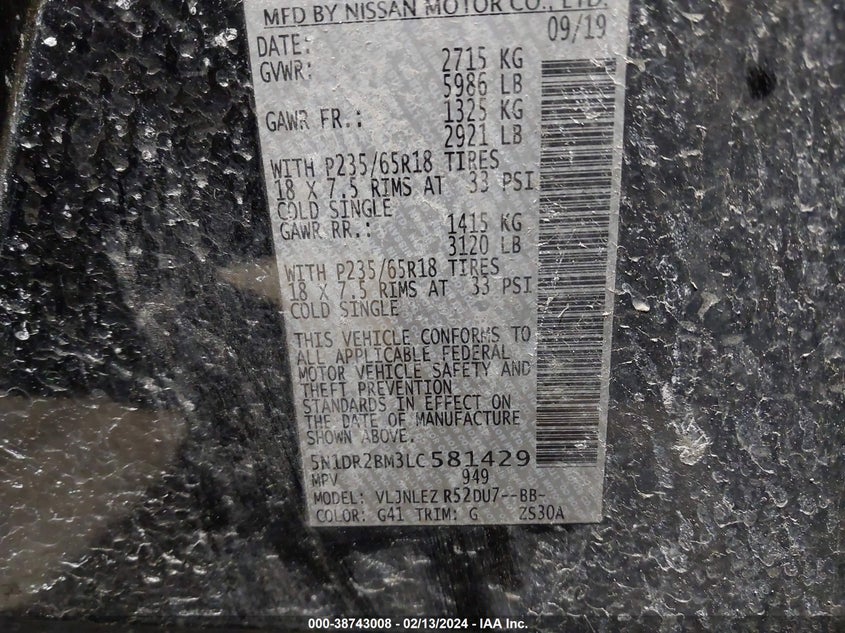 MFD BY NISSAN MOTOR CO., LTD.
DATE: 09/19
GVWR: 2715 KG
5986 LB
GAWR FR.: 1325 KG
2921 LB
WITH P235/65R18 TIRES
18 X 7.5 RIMS AT 33 PSI
COLD SINGLE
GAWR RR.: 1415 KG
3120 LB
WITH P235/65R18 TIRES
18 X 7.5 RIMS AT 33 PSI
COLD SINGLE
THIS VEHICLE CONFORMS TO
ALL APPLICABLE FEDERAL
MOTOR VEHICLE SAFETY AND
THEFT PREVENTION
STANDARDS IN EFFECT ON
THE DATE OF MANUFACTURE
SHOWN ABOVE.
5N1DR2BM3LC581429
MPV 949
MODEL: VLJNLEZ R52DU7--BB-
COLOR: G41 TRIM: G ZS30A
000-38743008 - 02/13/2024 - IAA Inc.